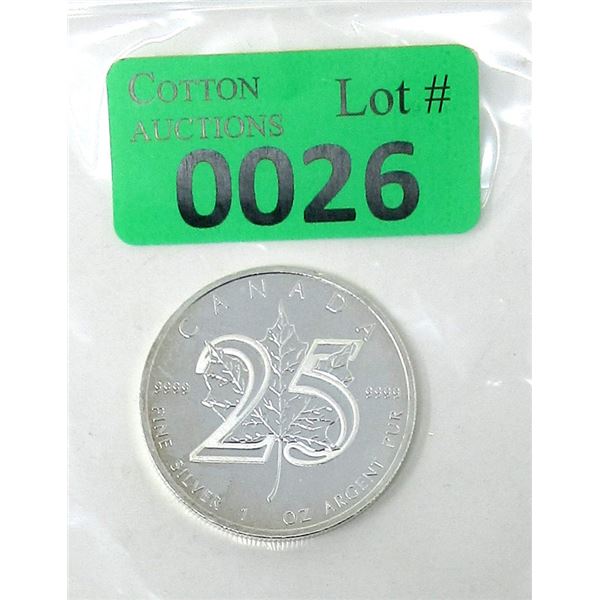 COTTON AUCTIONS
Lot #
0026
CANADA
25
9999
9999
FINE SILVER 1 OZ ARGENT PUR